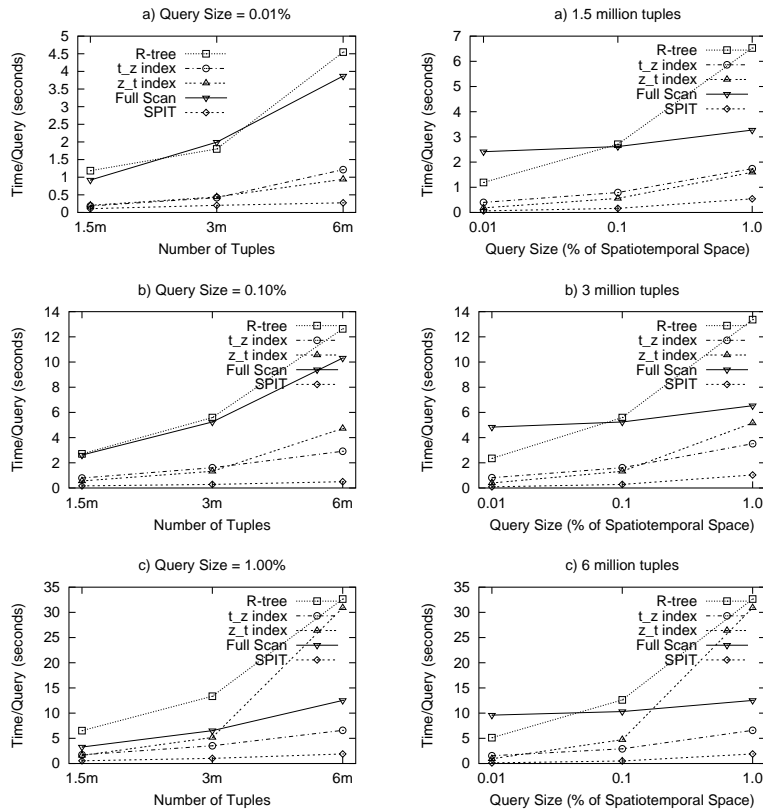 a) Query Size = 0.01%
Time/Query (seconds)
5
4.5
4
3.5
3
2.5
2
1.5
1
0.5
0
R-tree
t_z index
z_t index
Full Scan
SPIT
1.5m
3m
6m
Number of Tuples
a) 1.5 million tuples
Time/Query (seconds)
7
6
5
4
3
2
1
0
R-tree
t_z index
z_t index
Full Scan
SPIT
0.01
0.1
1.0
Query Size (% of Spatiotemporal Space)
b) Query Size = 0.10%
Time/Query (seconds)
14
12
10
8
6
4
2
0
R-tree
t_z index
z_t index
Full Scan
SPIT
1.5m
3m
6m
Number of Tuples
b) 3 million tuples
Time/Query (seconds)
14
12
10
8
6
4
2
0
R-tree
t_z index
z_t index
Full Scan
SPIT
0.01
0.1
1.0
Query Size (% of Spatiotemporal Space)
c) Query Size = 1.00%
Time/Query (seconds)
35
30
25
20
15
10
5
0
R-tree
t_z index
z_t index
Full Scan
SPIT
1.5m
3m
6m
Number of Tuples
c) 6 million tuples
Time/Query (seconds)
35
30
25
20
15
10
5
0
R-tree
t_z index
z_t index
Full Scan
SPIT
0.01
0.1
1.0
Query Size (% of Spatiotemporal Space)